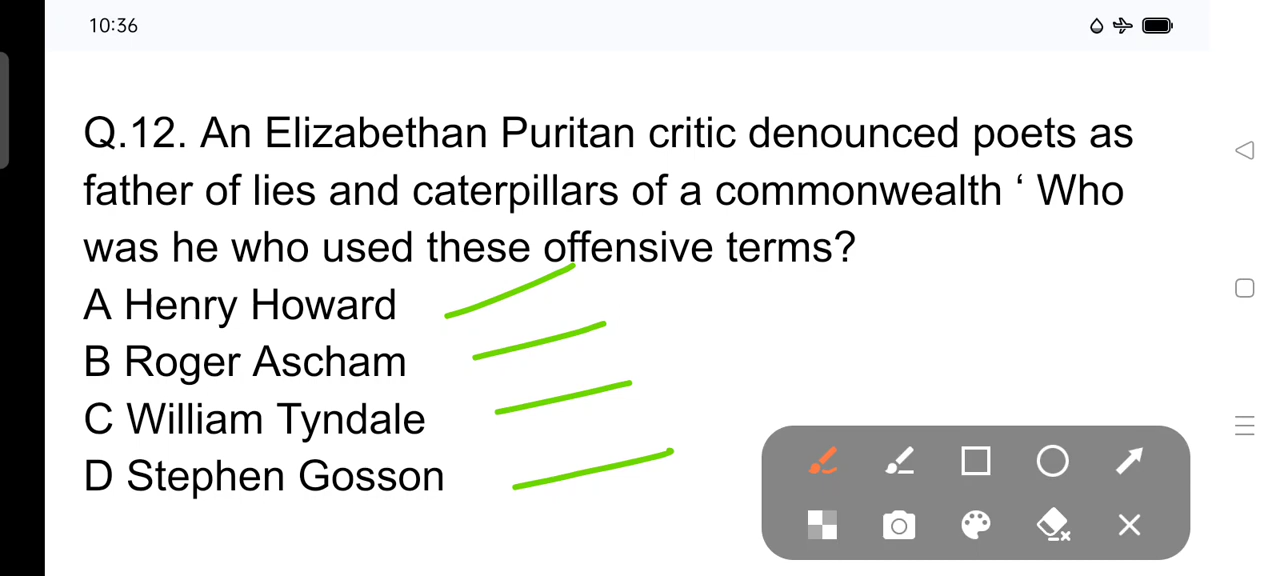 10:36
Q.12. An Elizabethan Puritan critic denounced poets as
father of lies and caterpillars of a commonwealth ‘ Who
was he who used these offensive terms?
A Henry Howard
B Roger Ascham
C William Tyndale
D Stephen Gosson